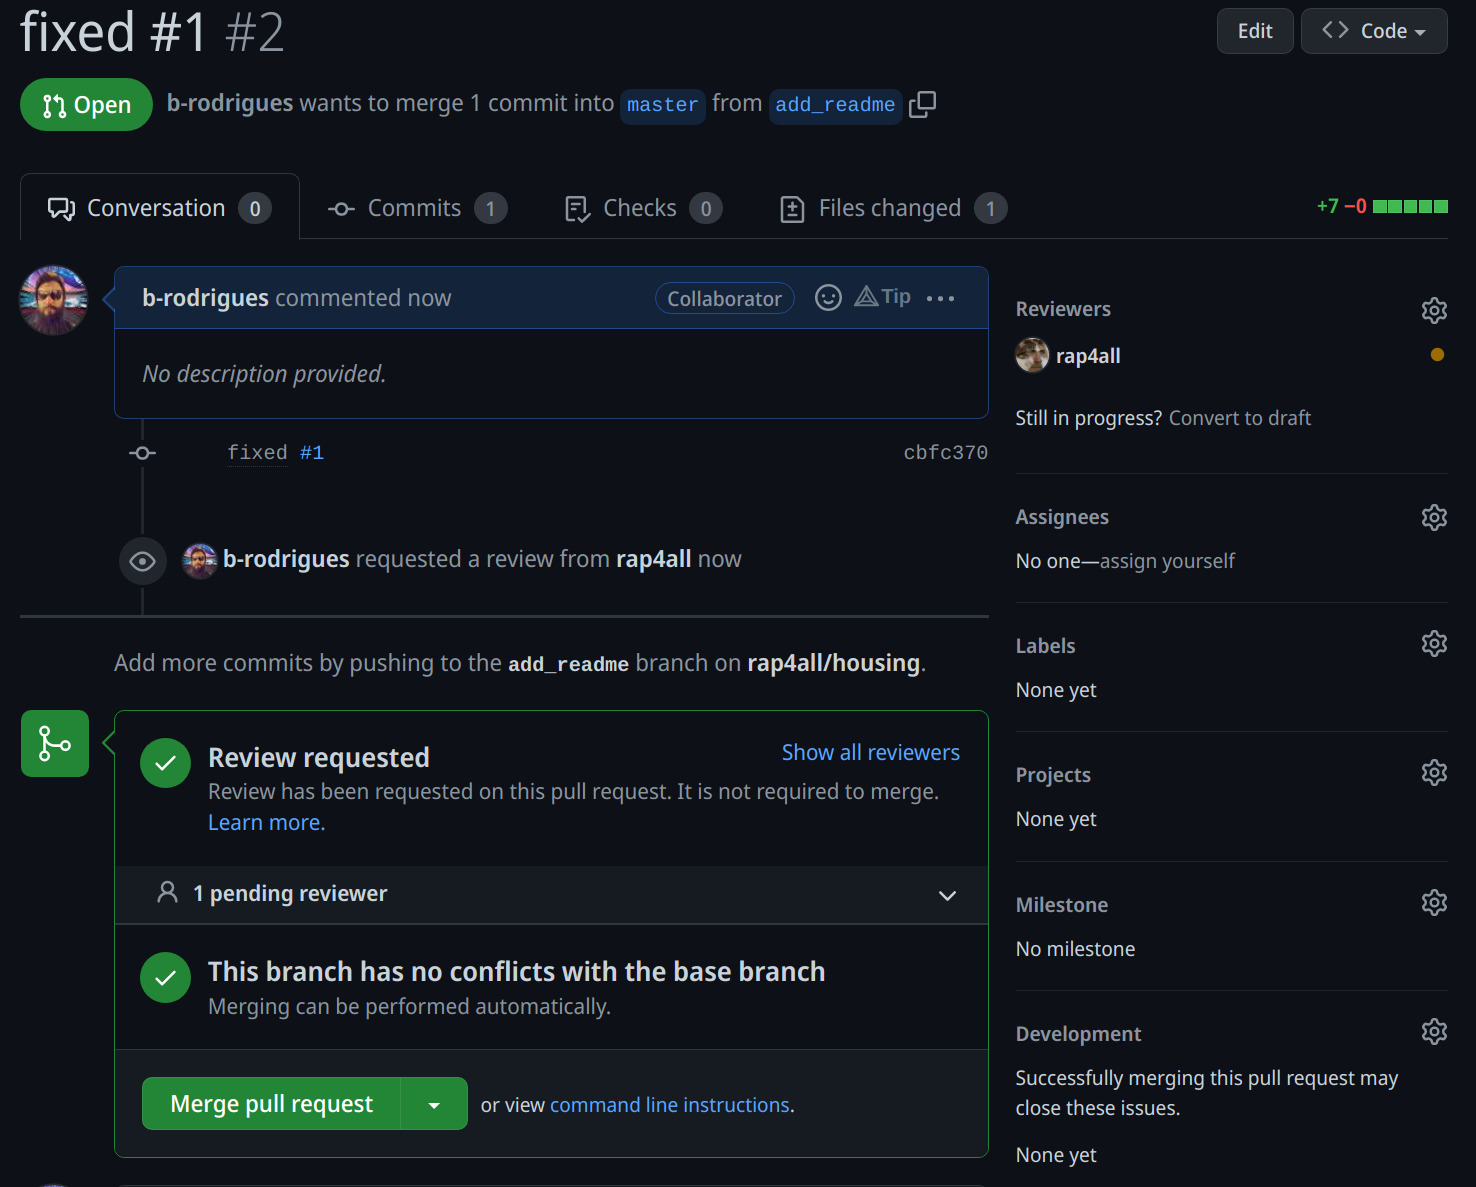 fixed #1 #2
Edit
Code
Open
b-rodrigues wants to merge 1 commit into master from add_readme
Conversation 0
Commits 1
Checks 0
Files changed 1
+7 −0
b-rodrigues commented now
Collaborator
Tip
No description provided.
fixed #1
cbfc370
b-rodrigues requested a review from rap4all now
Add more commits by pushing to the add_readme branch on rap4all/housing.
Review requested
Show all reviewers
Review has been requested on this pull request. It is not required to merge.
Learn more.
1 pending reviewer
This branch has no conflicts with the base branch
Merging can be performed automatically.
Merge pull request
or view command line instructions.
Reviewers
rap4all
Still in progress? Convert to draft
Assignees
No one—assign yourself
Labels
None yet
Projects
None yet
Milestone
No milestone
Development
Successfully merging this pull request may
close these issues.
None yet